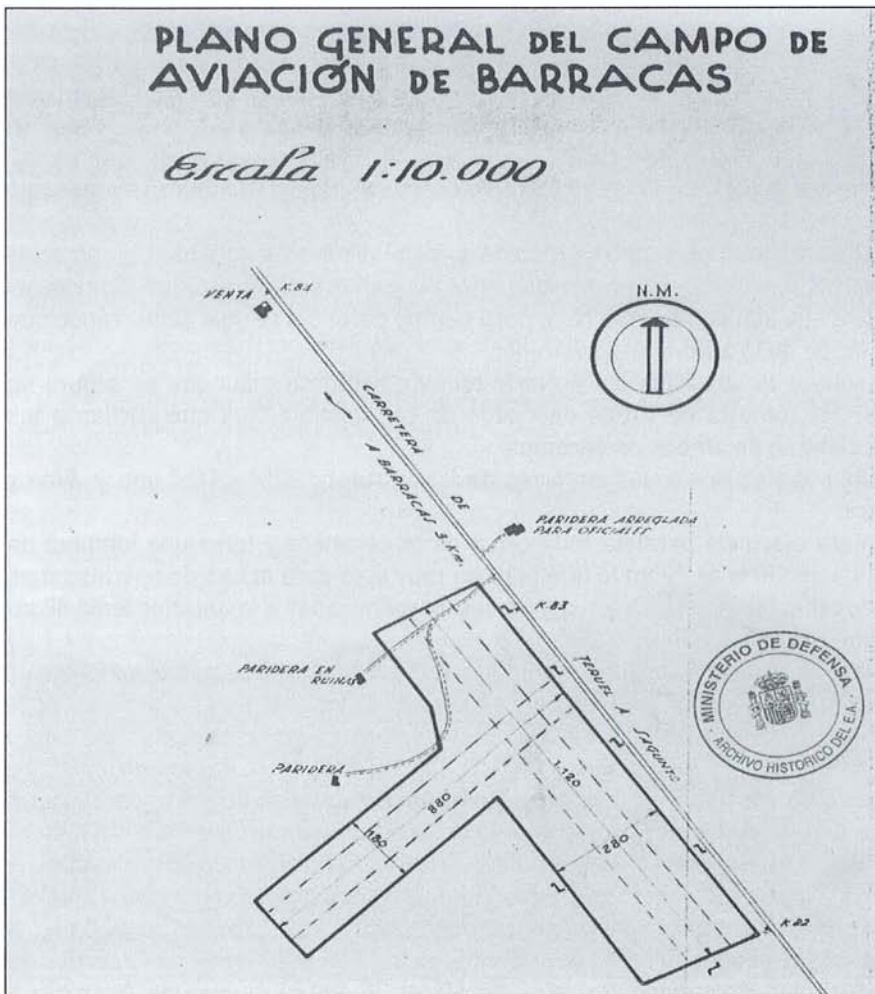 PLANO GENERAL DEL CAMPO DE
AVIACIÓN DE BARRACAS
Escala 1:10.000
N.M.
VENTA
K.84
CARRETERA DE TERUEL A SAGUNTO
A BARRACAS 3 Km.
PARIDERA ARREGLADA
PARA OFICIALES
K.83
PARIDERA EN
RUINAS
PARIDERA
1.120
880
180
280
K.82
MINISTERIO DE DEFENSA
ARCHIVO HISTORICO DEL E.A.